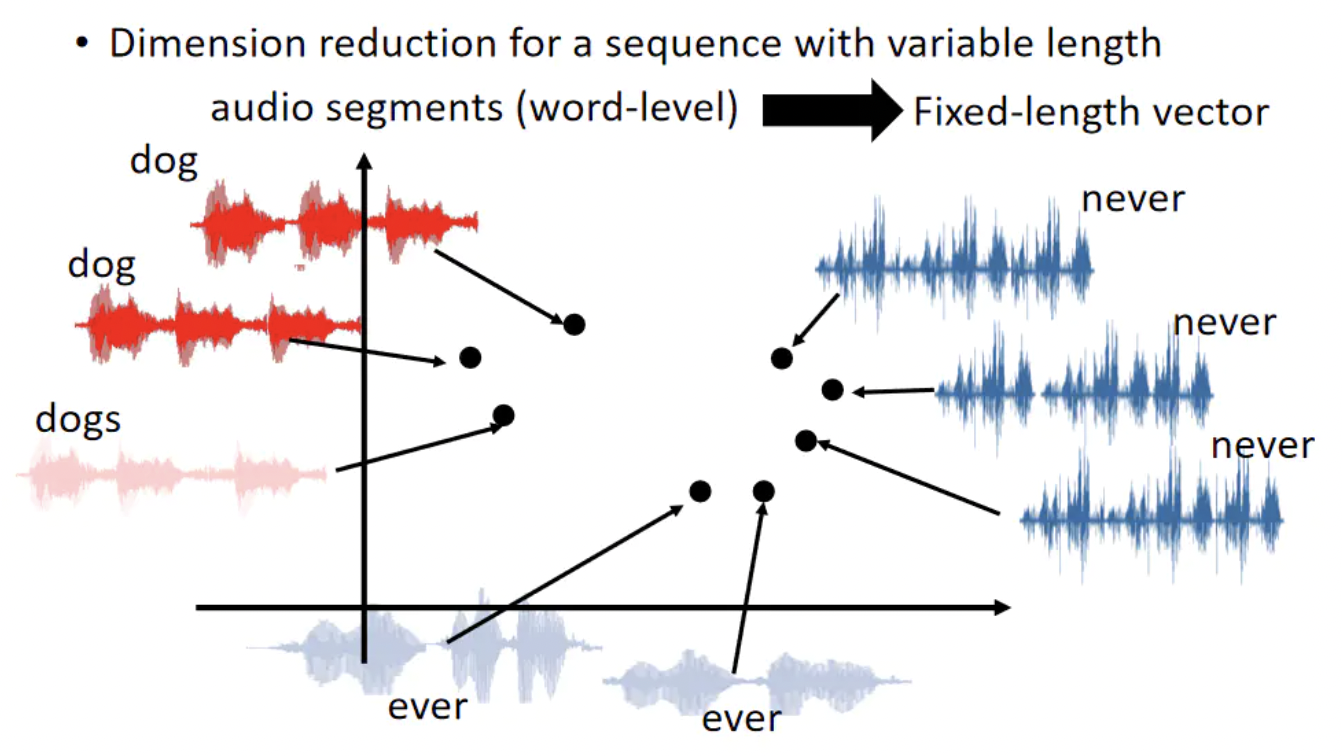 • Dimension reduction for a sequence with variable length
audio segments (word-level)
Fixed-length vector
dog
never
dog
never
dogs
never
ever
ever